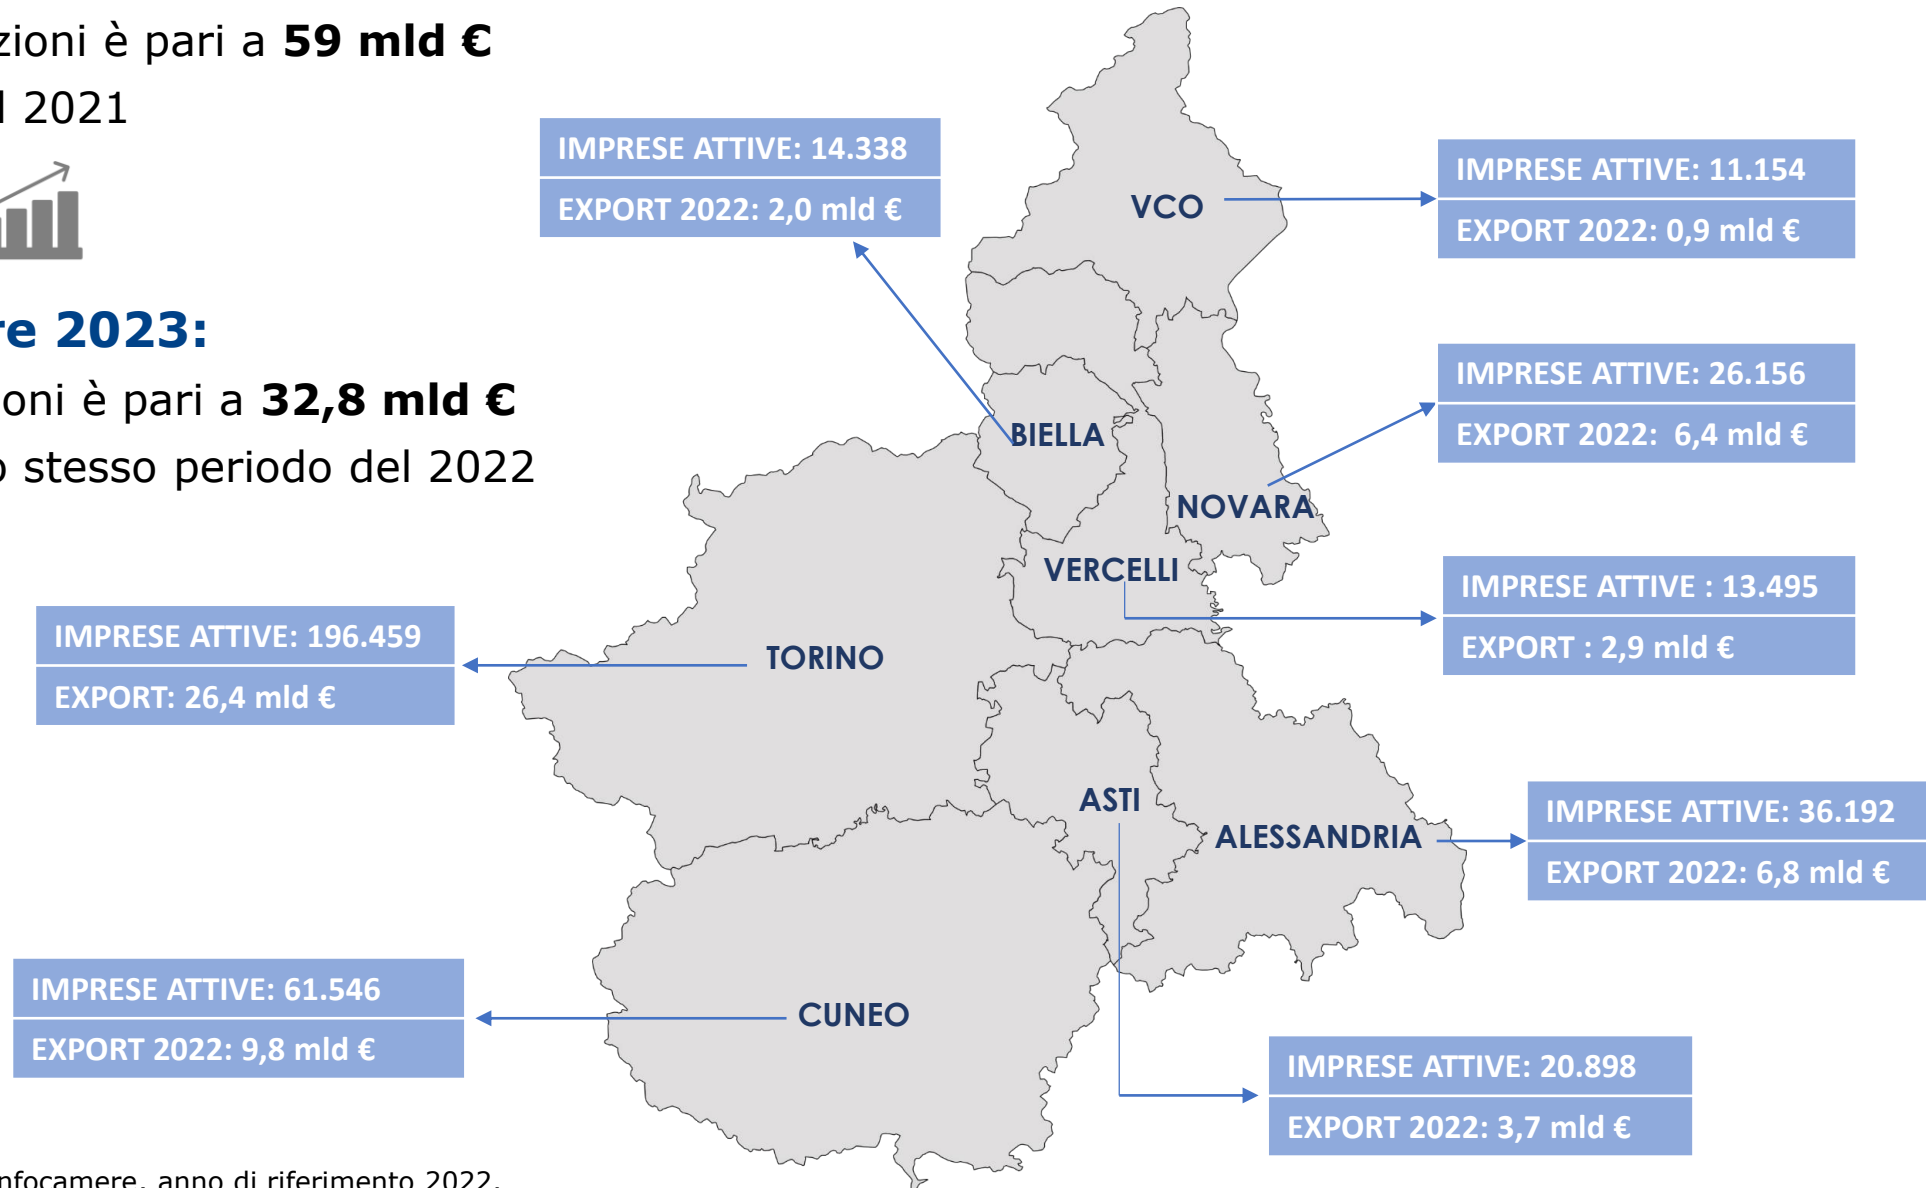 zioni è pari a 59 mld €
l 2021
re 2023:
oni è pari a 32,8 mld €
o stesso periodo del 2022
IMPRESE ATTIVE: 14.338
EXPORT 2022: 2,0 mld €
VCO
IMPRESE ATTIVE: 11.154
EXPORT 2022: 0,9 mld €
BIELLA
IMPRESE ATTIVE: 26.156
EXPORT 2022: 6,4 mld €
NOVARA
VERCELLI
IMPRESE ATTIVE : 13.495
EXPORT : 2,9 mld €
IMPRESE ATTIVE: 196.459
EXPORT: 26,4 mld €
TORINO
ASTI
ALESSANDRIA
IMPRESE ATTIVE: 36.192
EXPORT 2022: 6,8 mld €
IMPRESE ATTIVE: 61.546
EXPORT 2022: 9,8 mld €
CUNEO
IMPRESE ATTIVE: 20.898
EXPORT 2022: 3,7 mld €
nfocamere, anno di riferimento 2022.